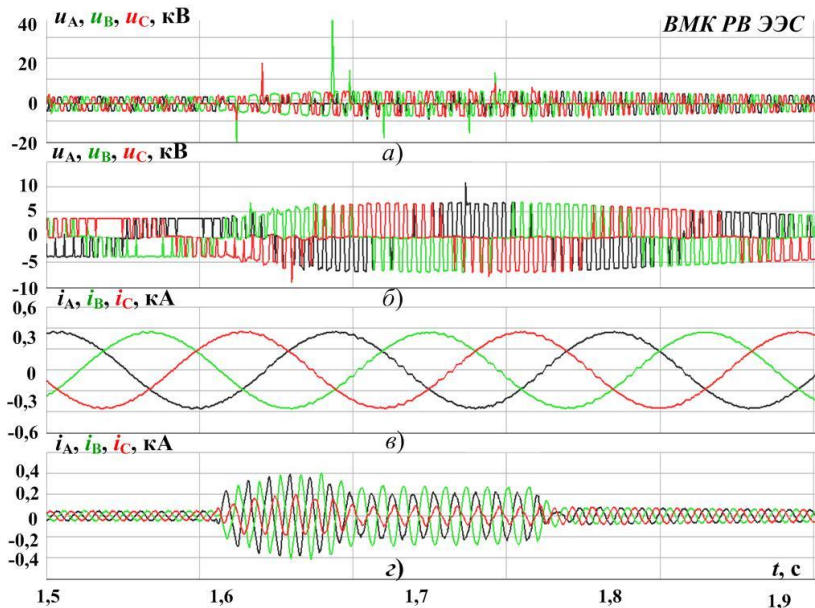 u_A, u_B, u_C, кВ
ВМК РВ ЭЭС
40
20
0
-20
а)
u_A, u_B, u_C, кВ
10
5
0
-5
-10
б)
i_A, i_B, i_C, кА
0,6
0,3
0
-0,3
-0,6
в)
i_A, i_B, i_C, кА
0,4
0,2
0
-0,2
-0,4
г)
t, с
1,5
1,6
1,7
1,8
1,9